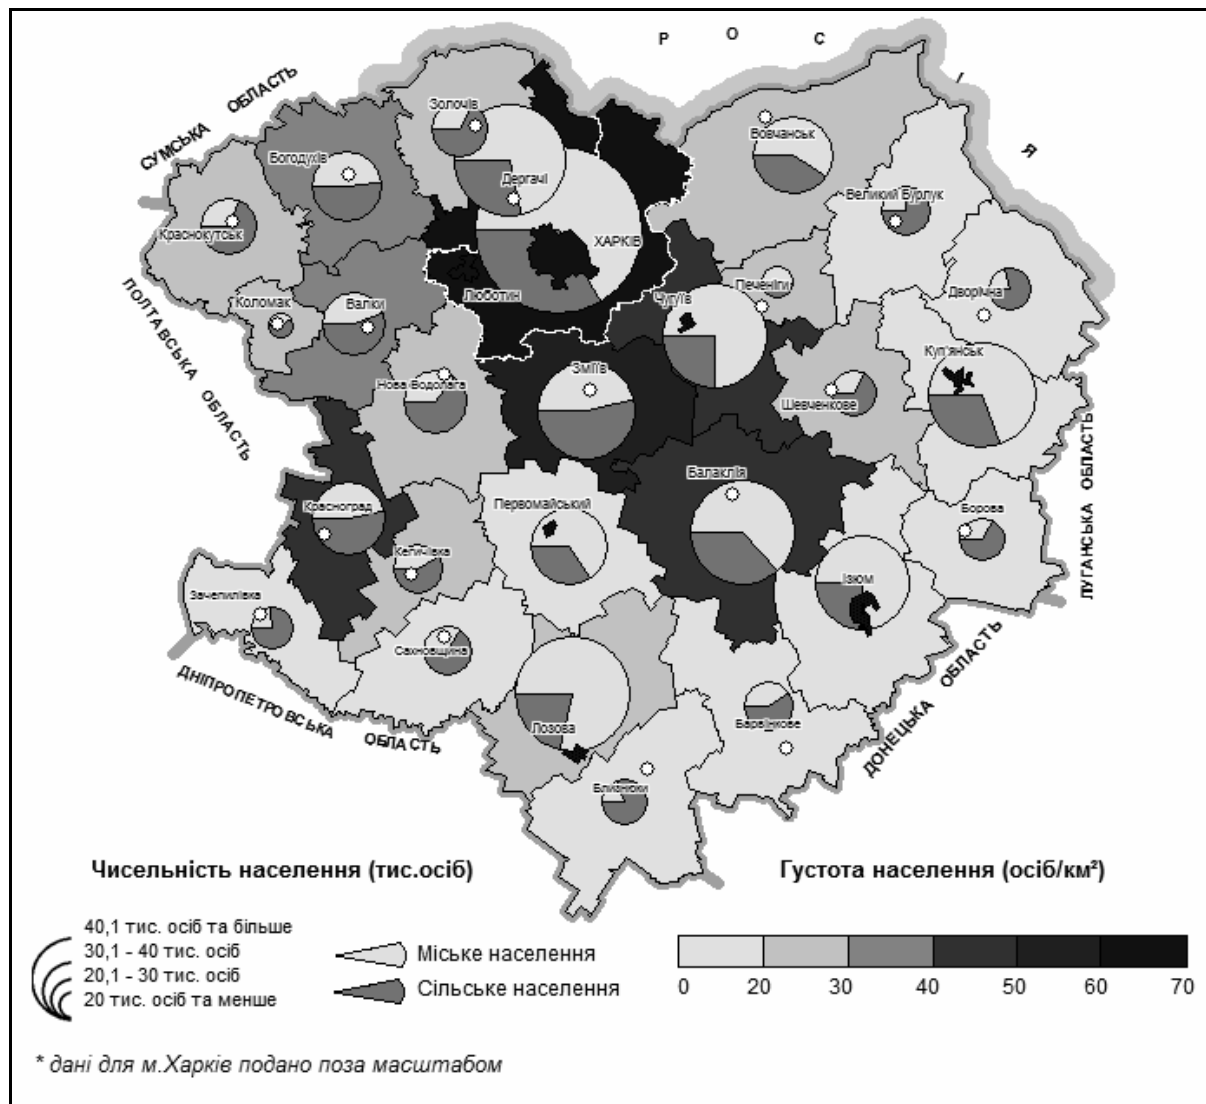 Р О С І Я
СУМСЬКА ОБЛАСТЬ
Золочів
Вовчанськ
Богодухів
Дергачі
Великий Бурлук
Краснокутськ
ХАРКІВ
ПОЛТАВСЬКА ОБЛАСТЬ
Коломак
Валки
Люботин
Чугуїв
Печеніги
Дворічна
Куп'янськ
Нова Водолага
Зміїв
Шевченкове
ЛУГАНСЬКА ОБЛАСТЬ
Балаклія
Красноград
Первомайський
Борова
Кегичівка
Ізюм
Зачепилівка
Сахновщина
ДНІПРОПЕТРОВСЬКА ОБЛАСТЬ
Лозова
Барвінкове
ДОНЕЦЬКА ОБЛАСТЬ
Близнюки
Чисельність населення (тис.осіб)
40,1 тис. осіб та більше
30,1 - 40 тис. осіб
20,1 - 30 тис. осіб
20 тис. осіб та менше
Міське населення
Сільське населення
Густота населення (осіб/км²)
0 20 30 40 50 60 70
* дані для м.Харків подано поза масштабом